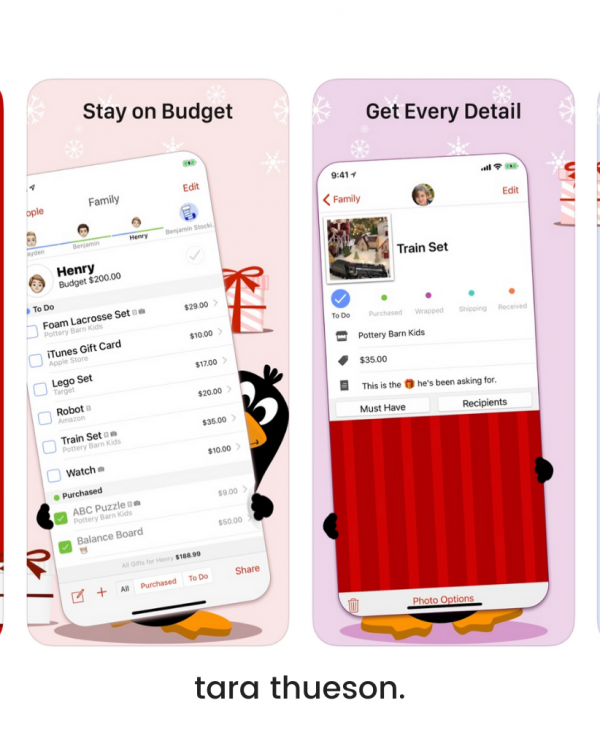 Stay on Budget
Family
Edit
Benjamin
Henry
Benjamin Stocki..
Henry
Budget $200.00
To Do
Foam Lacrosse Set
Pottery Barn Kids
$29.00
iTunes Gift Card
Apple Store
$10.00
Lego Set
Target
$17.00
Robot
Amazon
$20.00
Train Set
Pottery Barn Kids
$35.00
Watch
$10.00
Purchased
ABC Puzzle
Pottery Barn Kids
$9.00
Balance Board
$50.00
All Gifts for Henry $188.99
All
Purchased
To Do
Share
Get Every Detail
9:41
Family
Edit
Train Set
To Do
Purchased
Wrapped
Shipping
Received
Pottery Barn Kids
$35.00
This is the 🎁 he's been asking for.
Must Have
Recipients
Photo Options
tara thueson.